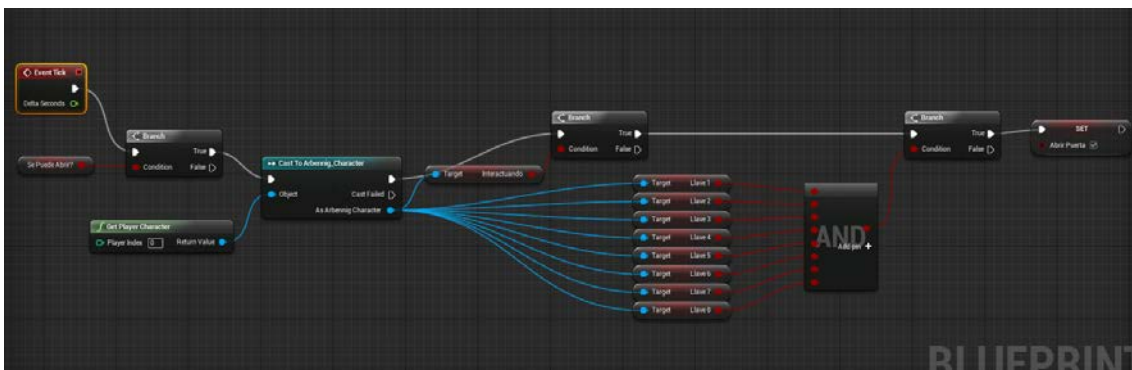 Event Tick
Delta Seconds
Branch
True
Condition
False
Se Puede Abrir?
Get Player Character
Player Index 0 Return Value
Cast To Arbennig_Character
Object
Cast Failed
As Arbennig Character
Target Interactuando
Branch
True
Condition
False
Target Llave 1
Target Llave 2
Target Llave 3
Target Llave 4
Target Llave 5
Target Llave 6
Target Llave 7
Target Llave 8
AND
Add pin +
Branch
True
Condition
False
SET
Abrir Puerta
BLUEPRINT